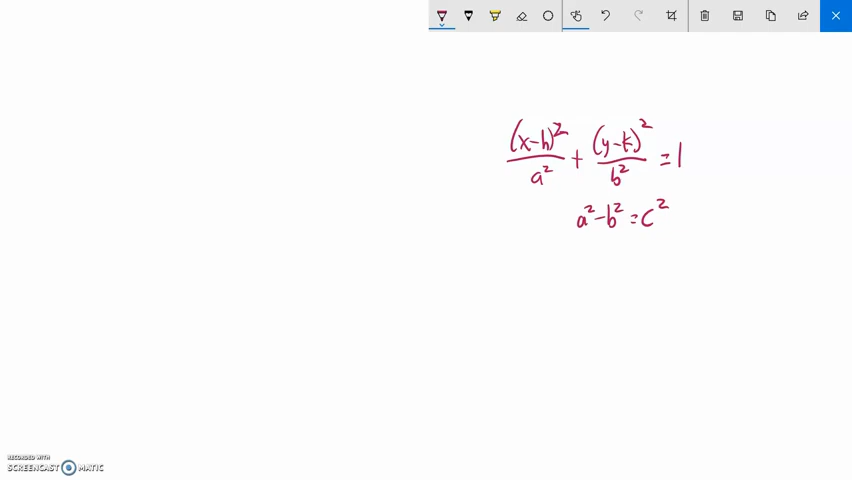 (x-h)²/a² + (y-k)²/b² = 1
a² - b² = c²
RECORDED WITH
SCREENCAST MATIC